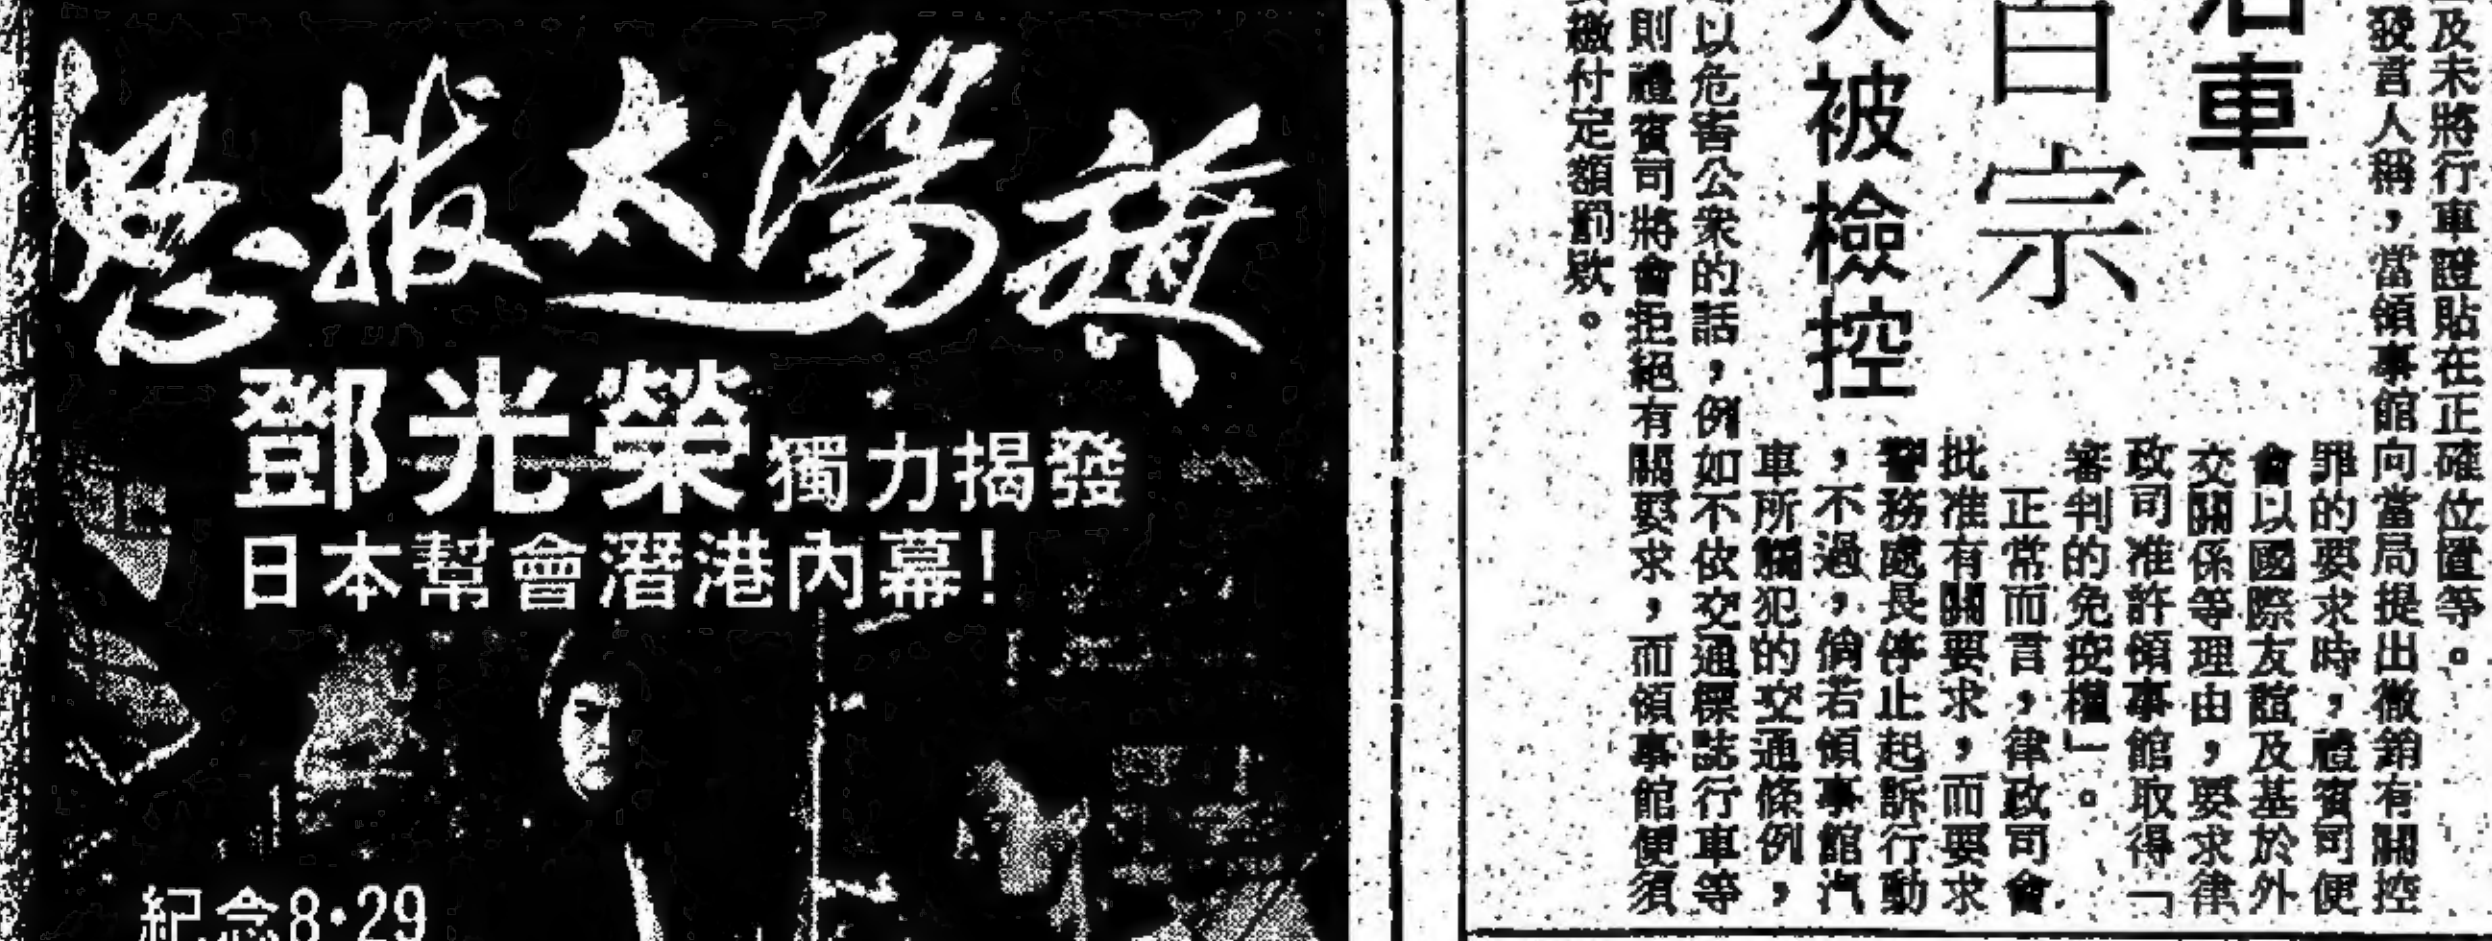 怒拔太陽旗
鄧光榮獨力揭發
日本幫會潛港內幕!
紀念8·29
車
百宗
人被檢控
及未將行車證貼在正確位置等。
發言人稱,當領事館向當局提出撤銷有關控
罪的要求時,禮賓司便
會以國際友誼及基於外
交關係等理由,要求律
政司准許領事館取得「
審判的免權」。
正常而言,律政司會
批准有關要求,而要求
警務處長停止起訴行動
,不過,倘若領事館汽
車所觸犯的交通條例,
以危害公衆的話,例如不依交通標誌行車等
則禮賓司將會拒絕有關要求,而領事館便須
繳付定額罰欵。